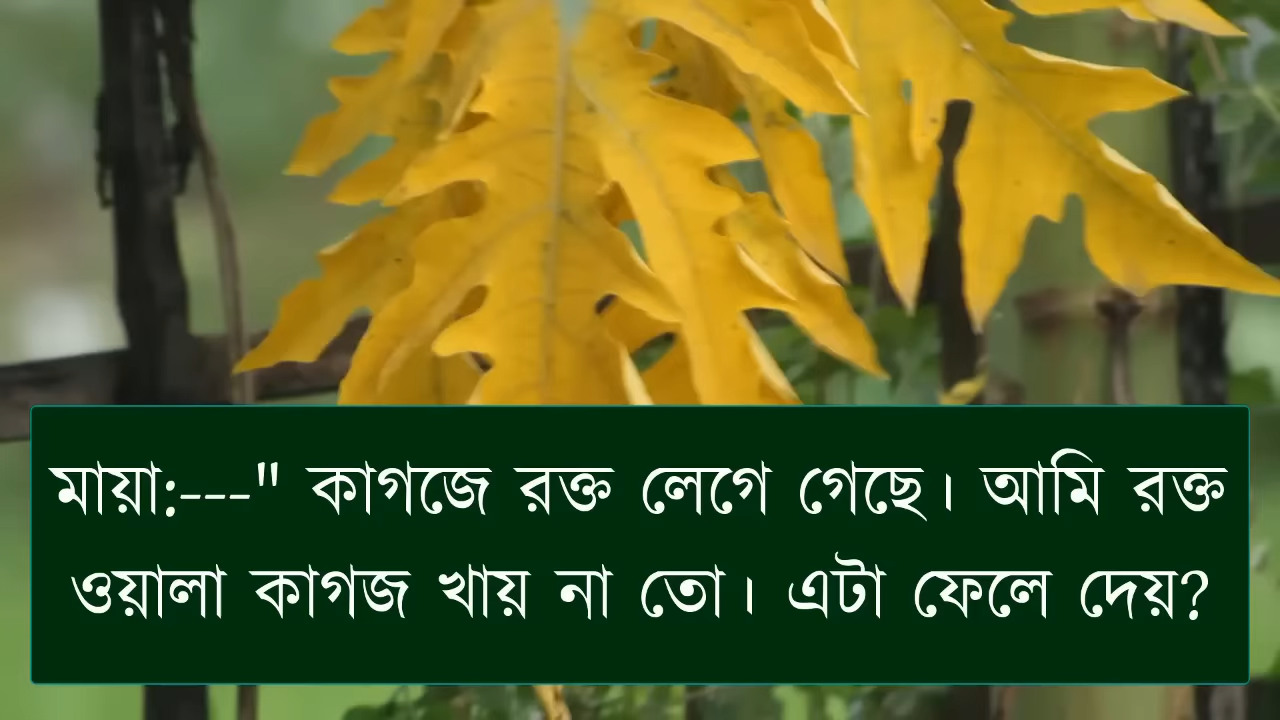 মায়া:---" কাগজে রক্ত লেগে গেছে। আমি রক্ত
ওয়ালা কাগজ খায় না তো। এটা ফেলে দেয়?